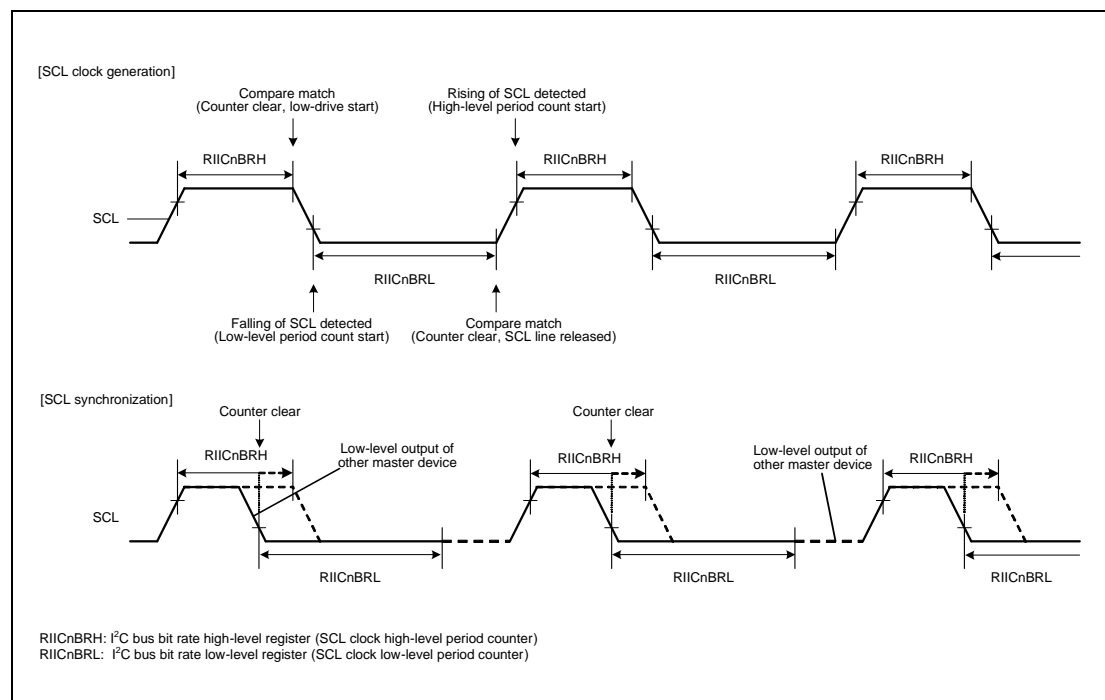 [SCL clock generation]
Compare match
(Counter clear, low-drive start)
Rising of SCL detected
(High-level period count start)
RIICnBRH
RIICnBRH
RIICnBRH
SCL
RIICnBRL
RIICnBRL
Falling of SCL detected
(Low-level period count start)
Compare match
(Counter clear, SCL line released)
[SCL synchronization]
Counter clear
Counter clear
RIICnBRH
Low-level output of
other master device
RIICnBRH
Low-level output of
other master device
RIICnBRH
SCL
RIICnBRL
RIICnBRL
RIICnBRL
RIICnBRH: I²C bus bit rate high-level register (SCL clock high-level period counter)
RIICnBRL: I²C bus bit rate low-level register (SCL clock low-level period counter)